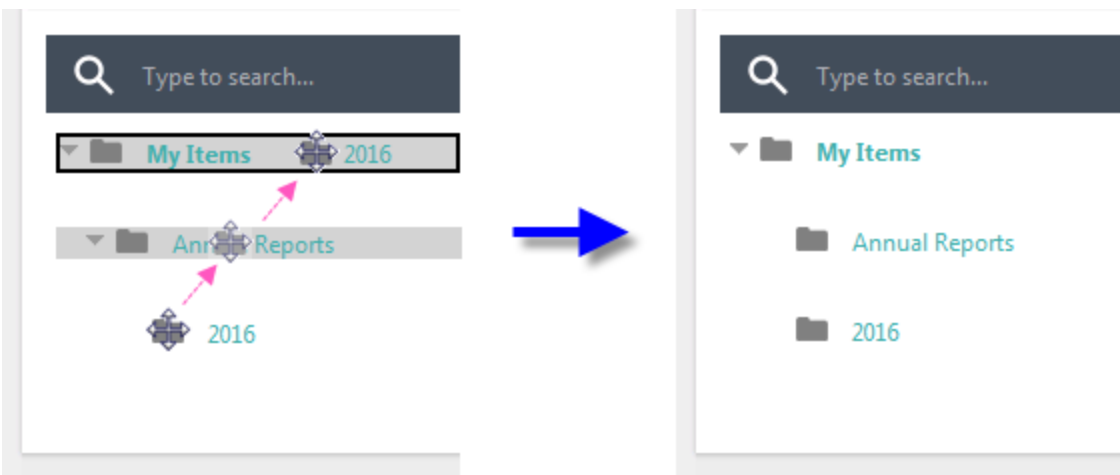 Type to search...
My Items 2016
Annual Reports
2016
Type to search...
My Items
Annual Reports
2016